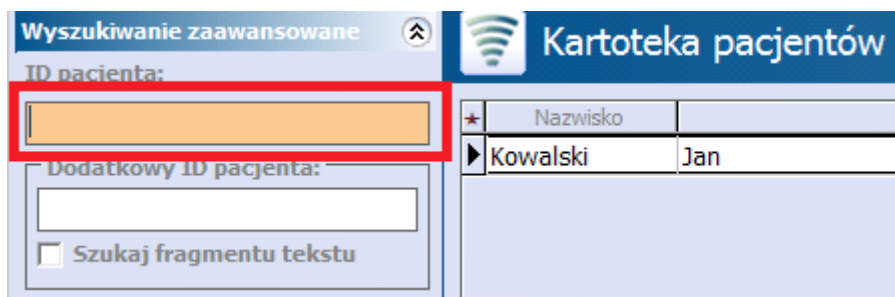 Wyszukiwanie zaawansowane
ID pacjenta:
Dodatkowy ID pacjenta:
Szukaj fragmentu tekstu
Kartoteka pacjentów
Nazwisko
Kowalski Jan